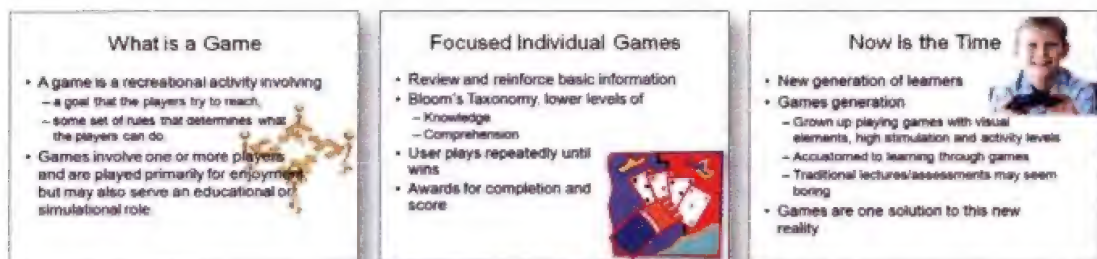 What is a Game
• A game is a recreational activity involving
– a goal that the players try to reach,
– some set of rules that determines what
the players can do.
• Games involve one or more players
and are played primarily for enjoyment,
but may also serve an educational or
simulational role
Focused Individual Games
• Review and reinforce basic information
• Bloom's Taxonomy, lower levels of
– Knowledge
– Comprehension
• User plays repeatedly until
wins
• Awards for completion and
score
Now Is the Time
• New generation of learners
• Games generation
– Grown up playing games with visual
elements, high stimulation and activity levels
– Accustomed to learning through games
– Traditional lectures/assessments may seem
boring
• Games are one solution to this new
reality